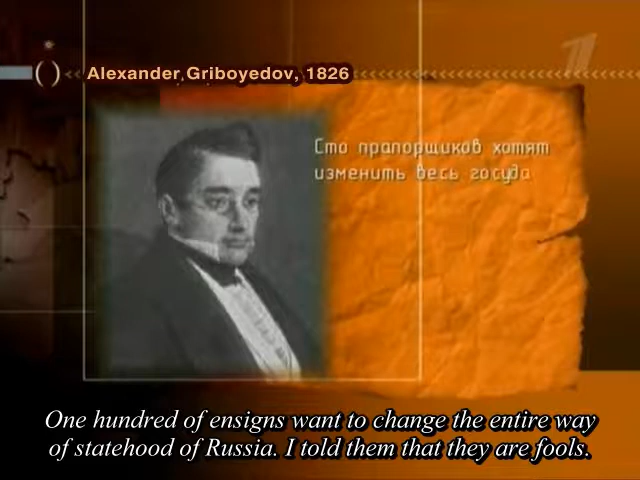 Alexander Griboyedov, 1826
Сто прапорщиков хотят
изменить весь госуда
One hundred of ensigns want to change the entire way
of statehood of Russia. I told them that they are fools.